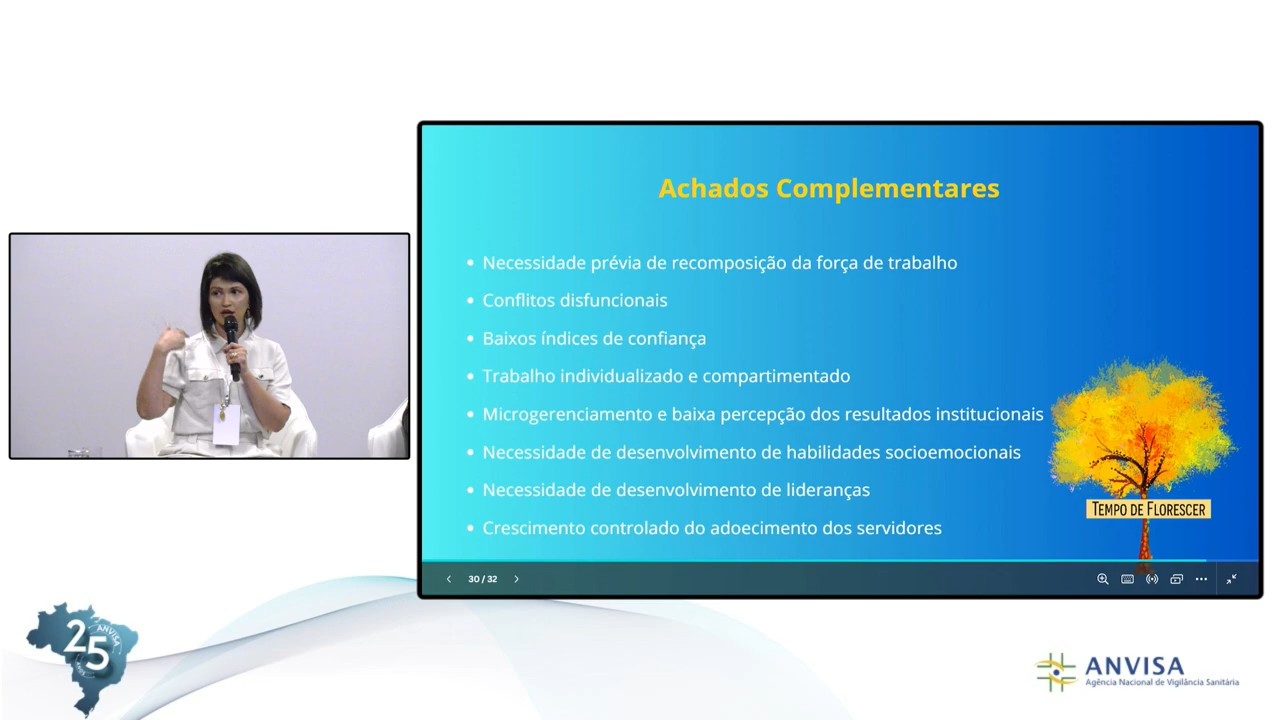 Achados Complementares
• Necessidade prévia de recomposição da força de trabalho
• Conflitos disfuncionais
• Baixos índices de confiança
• Trabalho individualizado e compartimentado
• Microgerenciamento e baixa percepção dos resultados institucionais
• Necessidade de desenvolvimento de habilidades socioemocionais
• Necessidade de desenvolvimento de lideranças
• Crescimento controlado do adoecimento dos servidores
TEMPO DE FLORESCER
30 / 32
25
ANVISA
ANVISA
Agência Nacional de Vigilância Sanitária